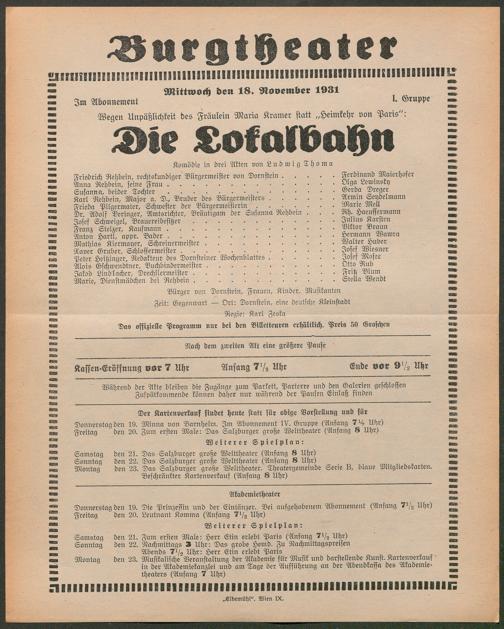 Burgtheater
Mittwoch den 18. November 1931
Im Abonnement I. Gruppe
Wegen Unpäßlichkeit des Fräulein Maria Kramer statt „Heimkehr von Paris":
Die Lokalbahn
Komödie in drei Akten von Ludwig Thoma
Friedrich Rehbein, rechtskundiger Bürgermeister von Dornstein Ferdinand Maierhofer
Anna Rehbein, seine Frau Olga Lewinsky
Susanna, beider Tochter Gerda Dreger
Karl Rehbein, Major a. D., Bruder des Bürgermeisters Armin Seydelmann
Frieda Pilgermaier, Schwester der Bürgermeisterin Marie Mell
Dr. Adolf Beringer, Amtsrichter, Bräutigam der Susanna Rehbein Ph. Haeussermann
Josef Schweigel, Brauereibesitzer Julius Karsten
Franz Stelzer, Kaufmann Viktor Braun
Anton Hartl, appr. Bader Hermann Wawra
Mathias Kiermayer, Schreinermeister Walter Huber
Xaver Gruber, Schlossermeister Josef Wiesner
Peter Heitzinger, Redakteur des Dornsteiner Wochenblattes Josef Moser
Alois Gschwendtner, Buchbindermeister Otto Rub
Jakob Lindlacher, Drechslermeister Fritz Blum
Marie, Dienstmädchen bei Rehbein Stella Wendt
Bürger von Dornstein, Frauen, Kinder, Musikanten
Zeit: Gegenwart — Ort: Dornstein, eine deutsche Kleinstadt
Regie: Karl Zeska
Das offizielle Programm nur bei den Billetteuren erhältlich. Preis 50 Groschen
Nach dem zweiten Akt eine größere Pause
Kassen-Eröffnung vor 7 Uhr Anfang 7½ Uhr Ende vor 9½ Uhr
Während der Akte bleiben die Zugänge zum Parkett, Parterre und den Galerien geschlossen
Zuspätkommende können daher nur während der Pausen Einlaß finden
Der Kartenverkauf findet heute statt für obige Vorstellung und für
Donnerstag den 19. Minna von Barnhelm. Im Abonnement IV. Gruppe (Anfang 7½ Uhr)
Freitag den 20. Zum ersten Male: Das Salzburger große Welttheater (Anfang 8 Uhr)
Weiterer Spielplan:
Samstag den 21. Das Salzburger große Welttheater (Anfang 8 Uhr)
Sonntag den 22. Das Salzburger große Welttheater (Anfang 8 Uhr)
Montag den 23. Das Salzburger große Welttheater. Theatergemeinde Serie B, blaue Mitgliedskarten.
Beschränkter Kartenverkauf (Anfang 8 Uhr)
Akademietheater
Donnerstag den 19. Die Prinzessin und der Eintänzer. Bei aufgehobenem Abonnement (Anfang 7½ Uhr)
Freitag den 20. Leutnant Komma (Anfang 7½ Uhr)
Weiterer Spielplan:
Samstag den 21. Zum ersten Male: Herr Etin erlebt Paris (Anfang 7½ Uhr)
Sonntag den 22. Nachmittags 3 Uhr: Das große Hemd. Zu Nachmittagspreisen
Abends 7½ Uhr: Herr Etin erlebt Paris
Montag den 23. Musikalische Veranstaltung der Akademie für Musik und darstellende Kunst. Kartenverkauf
in der Akademiekanzlei und am Tage der Aufführung an der Abendkassa des Akademie-
theaters (Anfang 7 Uhr)
„Elbemühl", Wien IX.